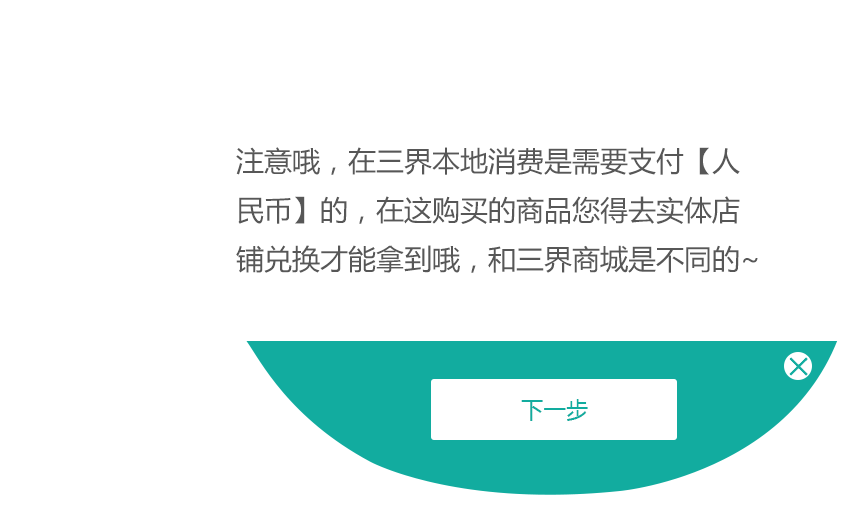 注意哦，在三界本地消费是需要支付【人
民币】的，在这购买的商品您得去实体店
铺兑换才能拿到哦，和三界商城是不同的~
下一步